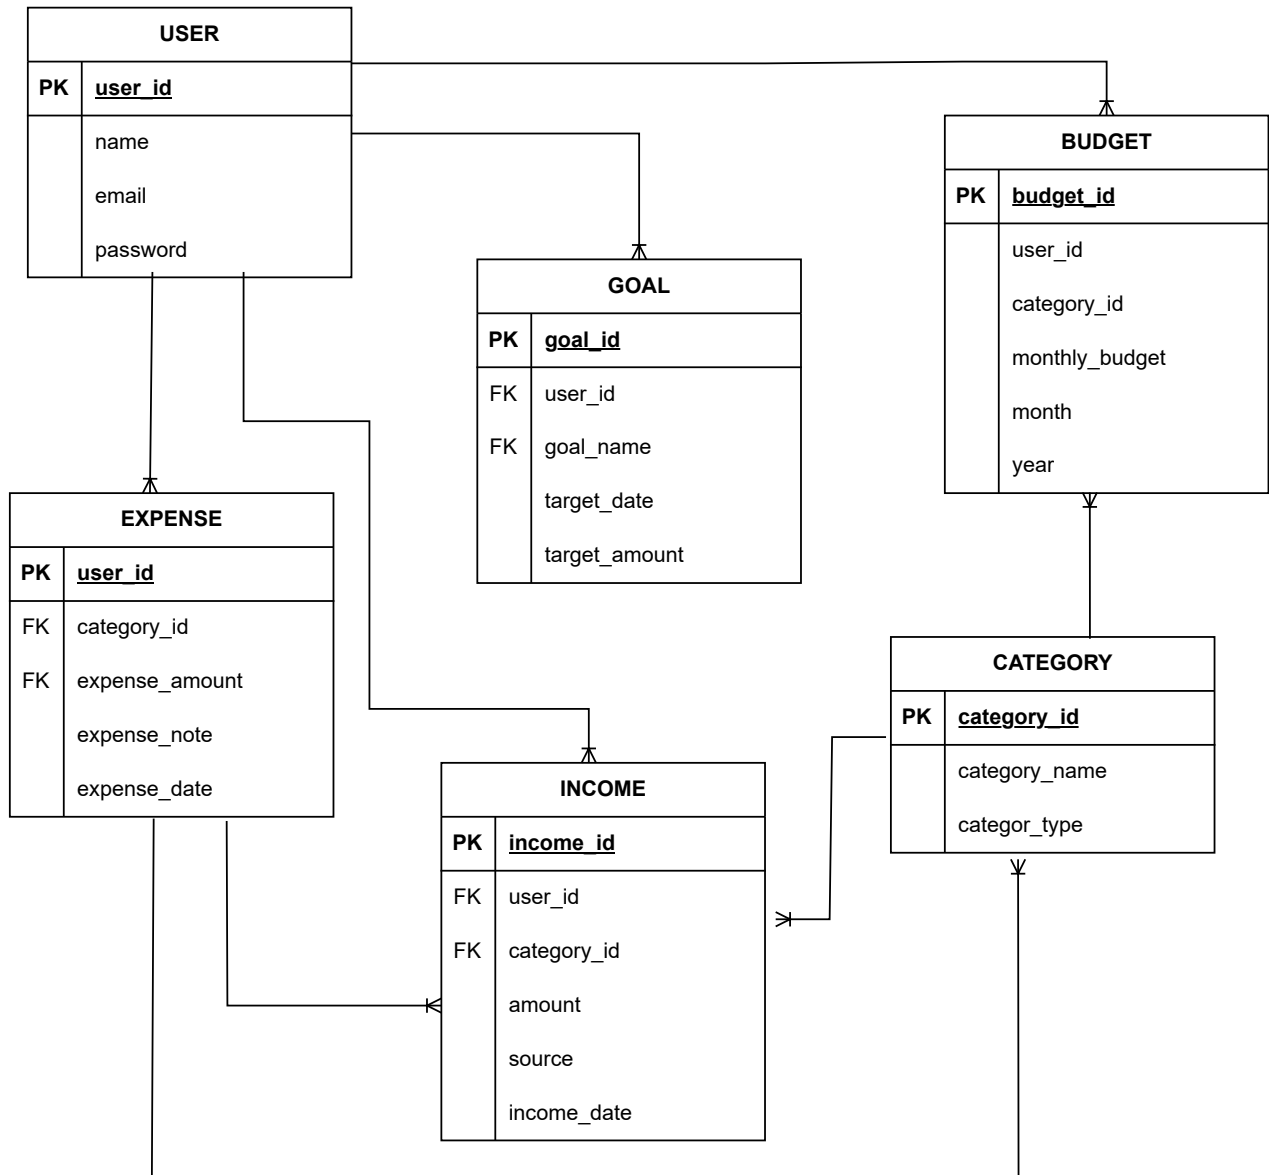 USER
PK user_id
name
email
password
BUDGET
PK budget_id
user_id
category_id
monthly_budget
month
year
GOAL
PK goal_id
FK user_id
FK goal_name
target_date
target_amount
EXPENSE
PK user_id
FK category_id
FK expense_amount
expense_note
expense_date
CATEGORY
PK category_id
category_name
categor_type
INCOME
PK income_id
FK user_id
FK category_id
amount
source
income_date